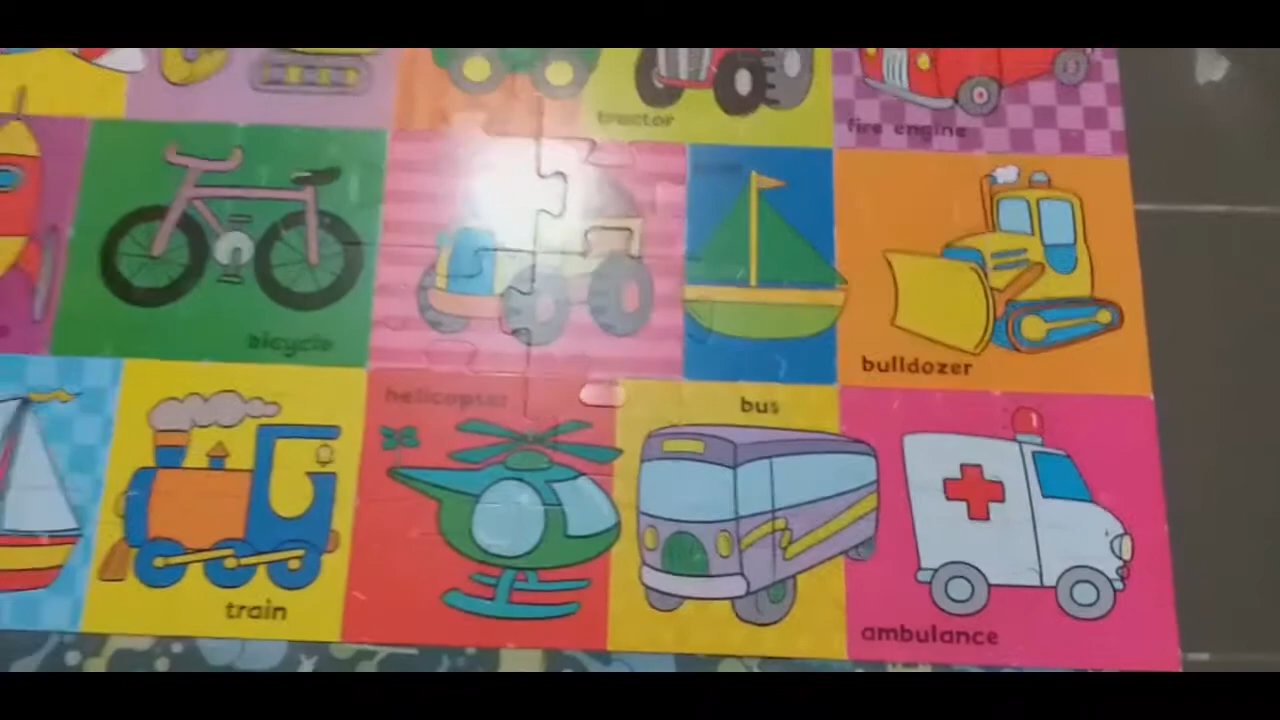 tractor
fire engine
bicycle
bulldozer
helicopter
bus
train
ambulance